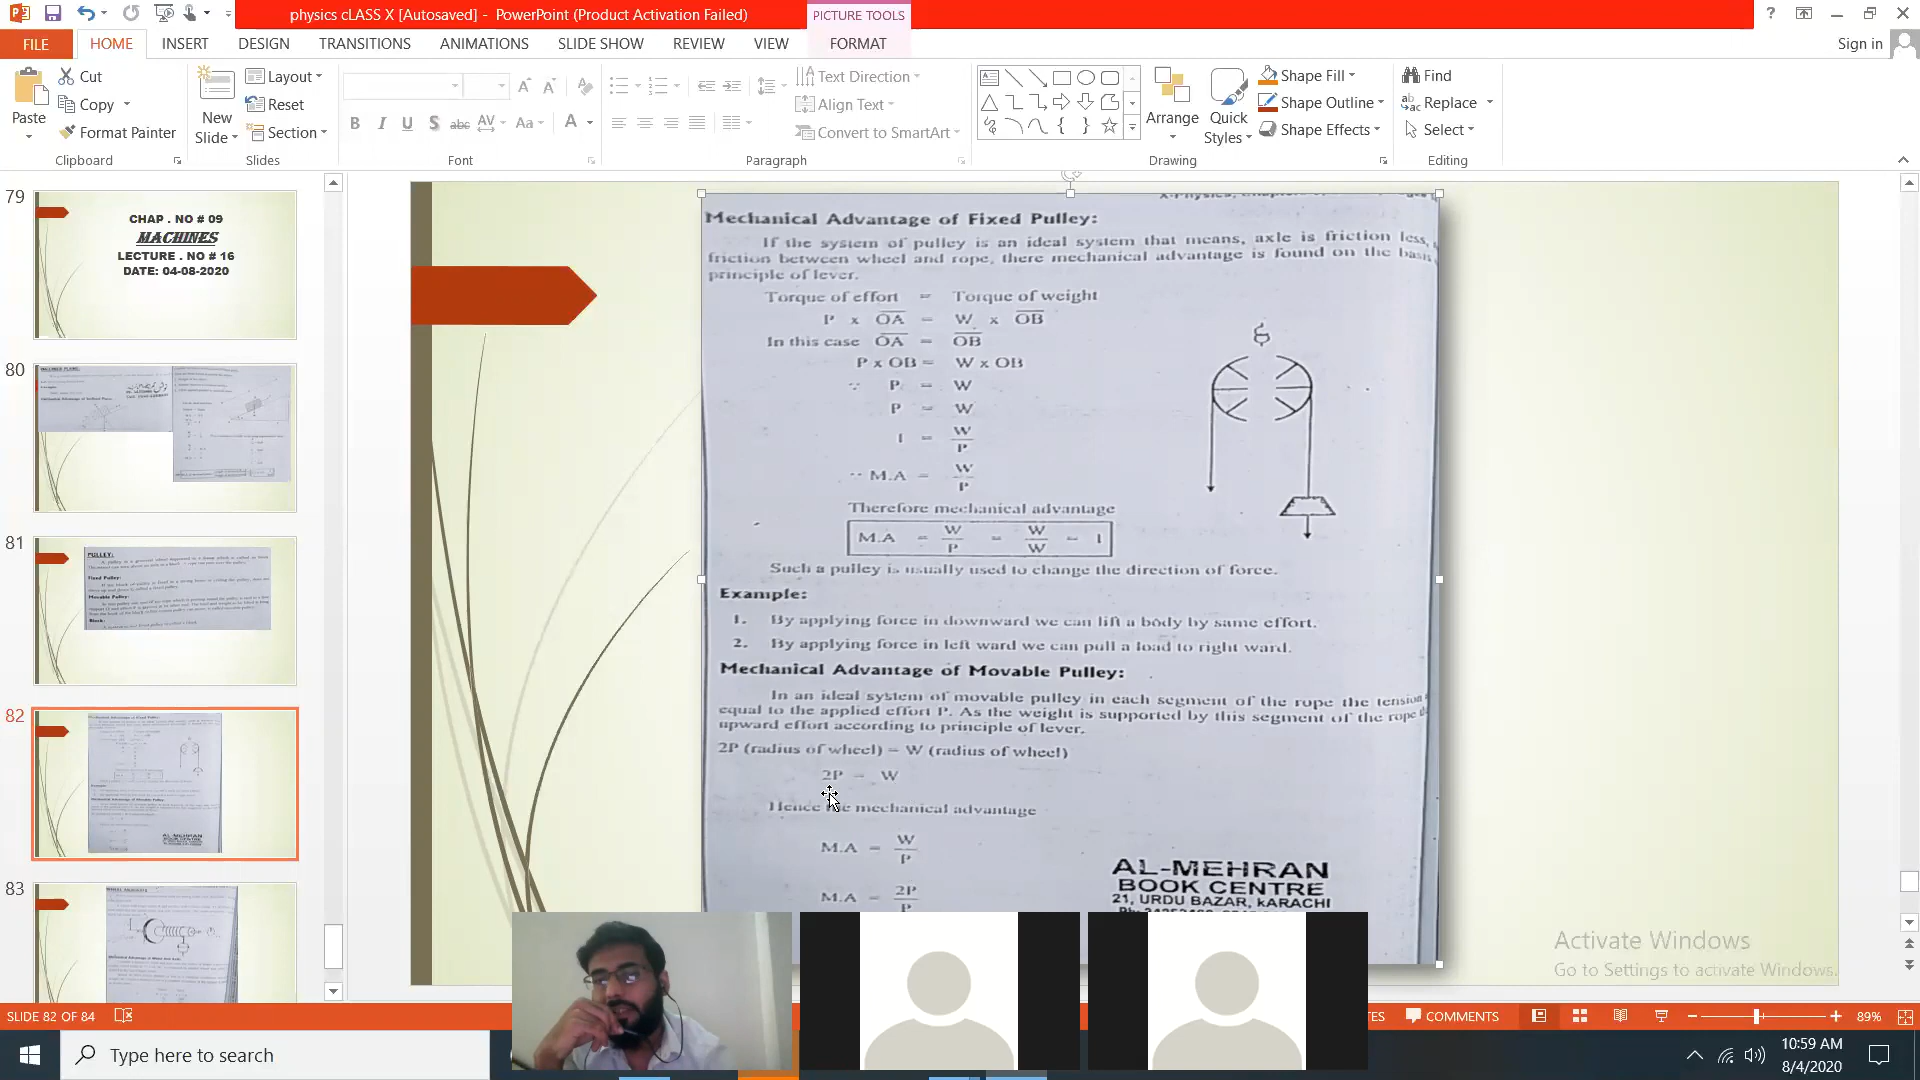 physics cLASS X [Autosaved] - PowerPoint (Product Activation Failed)
PICTURE TOOLS
FILE
HOME
INSERT
DESIGN
TRANSITIONS
ANIMATIONS
SLIDE SHOW
REVIEW
VIEW
FORMAT
Sign in
Paste
Cut
Copy
Format Painter
Clipboard
New
Slide
Layout
Reset
Section
Slides
Font
Text Direction
Align Text
Convert to SmartArt
Paragraph
Arrange
Quick
Styles
Shape Fill
Shape Outline
Shape Effects
Drawing
Find
Replace
Select
Editing
79
CHAP . NO # 09
MACHINES
LECTURE . NO # 16
DATE: 04-08-2020
80
81
PULLEY:
Fixed Pulley:
Movable Pulley:
Block:
82
83
Mechanical Advantage of Fixed Pulley:
If the system of pulley is an ideal system that means, axle is friction less,
friction between wheel and rope, there mechanical advantage is found on the basis
principle of lever.
Torque of effort = Torque of weight
P x OA = W x OB
In this case OA = OB
P x OB = W x OB
∵ P = W
P = W
1 = W/P
∵ M.A = W/P
Therefore mechanical advantage
M.A = W/P = W/W = 1
Such a pulley is usually used to change the direction of force.
Example:
1. By applying force in downward we can lift a body by same effort.
2. By applying force in left ward we can pull a load to right ward.
Mechanical Advantage of Movable Pulley:
In an ideal system of movable pulley in each segment of the rope the tension
equal to the applied effort P. As the weight is supported by this segment of the rope
upward effort according to principle of lever.
2P (radius of wheel) = W (radius of wheel)
2P = W
Hence the mechanical advantage
M.A = W/P
M.A = 2P/P
AL-MEHRAN
BOOK CENTRE
21, URDU BAZAR, KARACHI
Activate Windows
Go to Settings to activate Windows.
SLIDE 82 OF 84
COMMENTS
89%
Type here to search
10:59 AM
8/4/2020